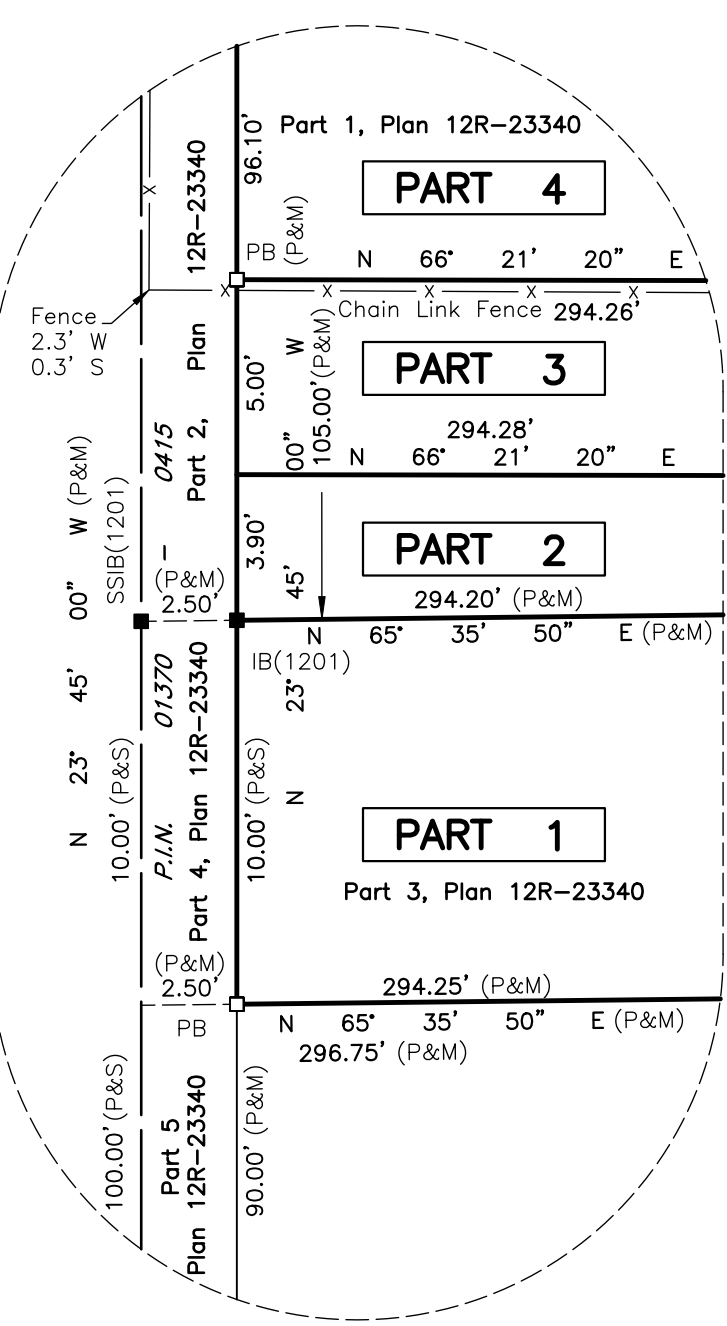 Part 1, Plan 12R-23340
96.10'
12R-23340
PART 4
PB (P&M)
N 66° 21' 20" E
Chain Link Fence 294.26'
Fence
2.3' W
0.3' S
PART 3
5.00'
105.00' (P&M)
294.28'
N 66° 21' 20" E
Part 2, Plan
3.90'
PART 2
294.20' (P&M)
N 65° 35' 50" E (P&M)
IB(1201)
N 23° 45' 00" W
SSIB(1201)
N 23° 45' 00" W (P&M)
(P&M)
2.50'
P.I.N. 01370 - 0415
Part 4, Plan 12R-23340
10.00' (P&S)
10.00' (P&S)
PART 1
Part 3, Plan 12R-23340
(P&M)
2.50'
PB
294.25' (P&M)
N 65° 35' 50" E (P&M)
296.75' (P&M)
100.00' (P&S)
Part 5
Plan 12R-23340
90.00' (P&M)